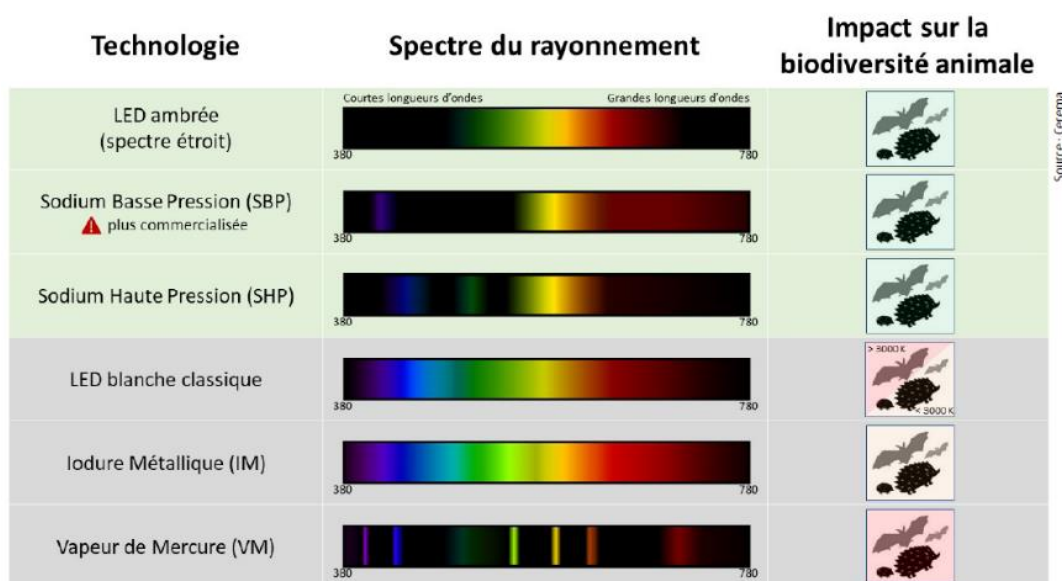 Technologie
Spectre du rayonnement
Impact sur la
biodiversité animale
LED ambrée
(spectre étroit)
Courtes longueurs d'ondes
Grandes longueurs d'ondes
380
780
Sodium Basse Pression (SBP)
plus commercialisée
380
780
Sodium Haute Pression (SHP)
380
780
LED blanche classique
380
780
> 3000 K
< 3000 K
Iodure Métallique (IM)
380
780
Vapeur de Mercure (VM)
380
780
Source : Cerema